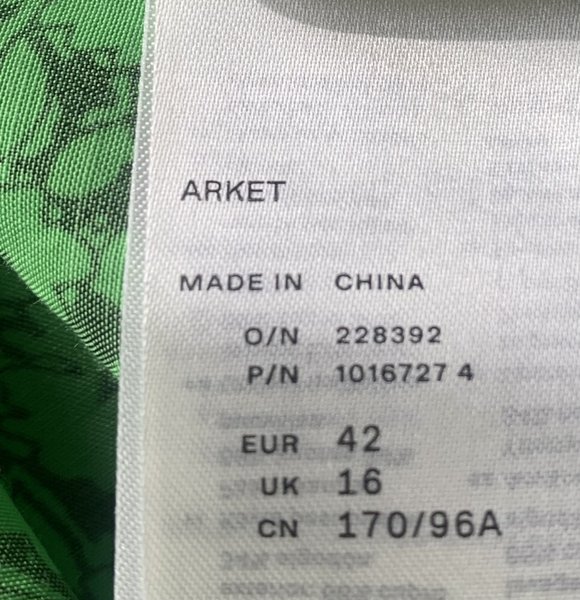 ARKET
MADE IN CHINA
O/N 228392
P/N 1016727 4
EUR 42
UK 16
CN 170/96A